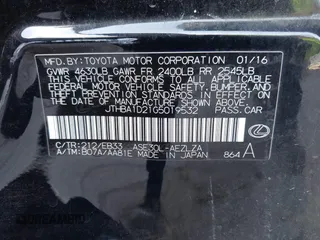 MFD.BY:TOYOTA MOTOR CORPORATION 01/16
GVWR 4630LB GAWR FR 2400LB RR 2545LB
THIS VEHICLE CONFORMS TO ALL APPLICABLE
FEDERAL MOTOR VEHICLE SAFETY, BUMPER, AND
THEFT PREVENTION STANDARDS IN EFFECT ON
THE DATE OF MANUFACTURE SHOWN ABOVE.
JTHBA1D21G5019532 PASS.CAR
C/TR:212/EB33 ASE30L-AEZLZA
A/TM:B07A/AA81E MADE IN JAPAN 864 A